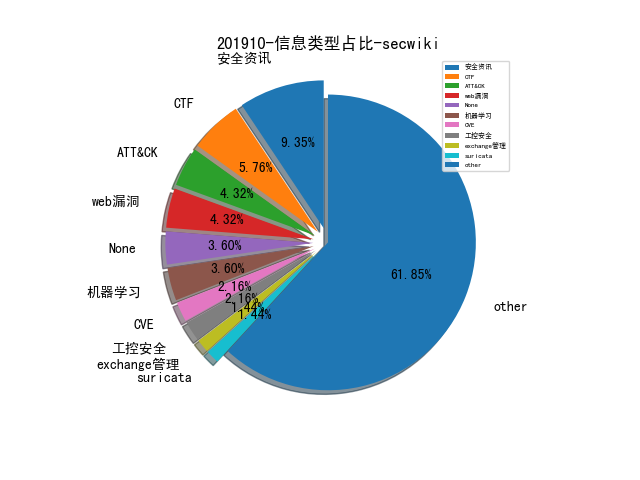 201910-信息类型占比-secwiki
安全资讯
CTF
ATT&CK
web漏洞
None
机器学习
CVE
工控安全
exchange管理
suricata
other
9.35%
5.76%
4.32%
4.32%
3.60%
3.60%
2.16%
2.16%
1.44%
1.44%
61.85%
安全资讯
CTF
ATT&CK
web漏洞
None
机器学习
CVE
工控安全
exchange管理
suricata
other